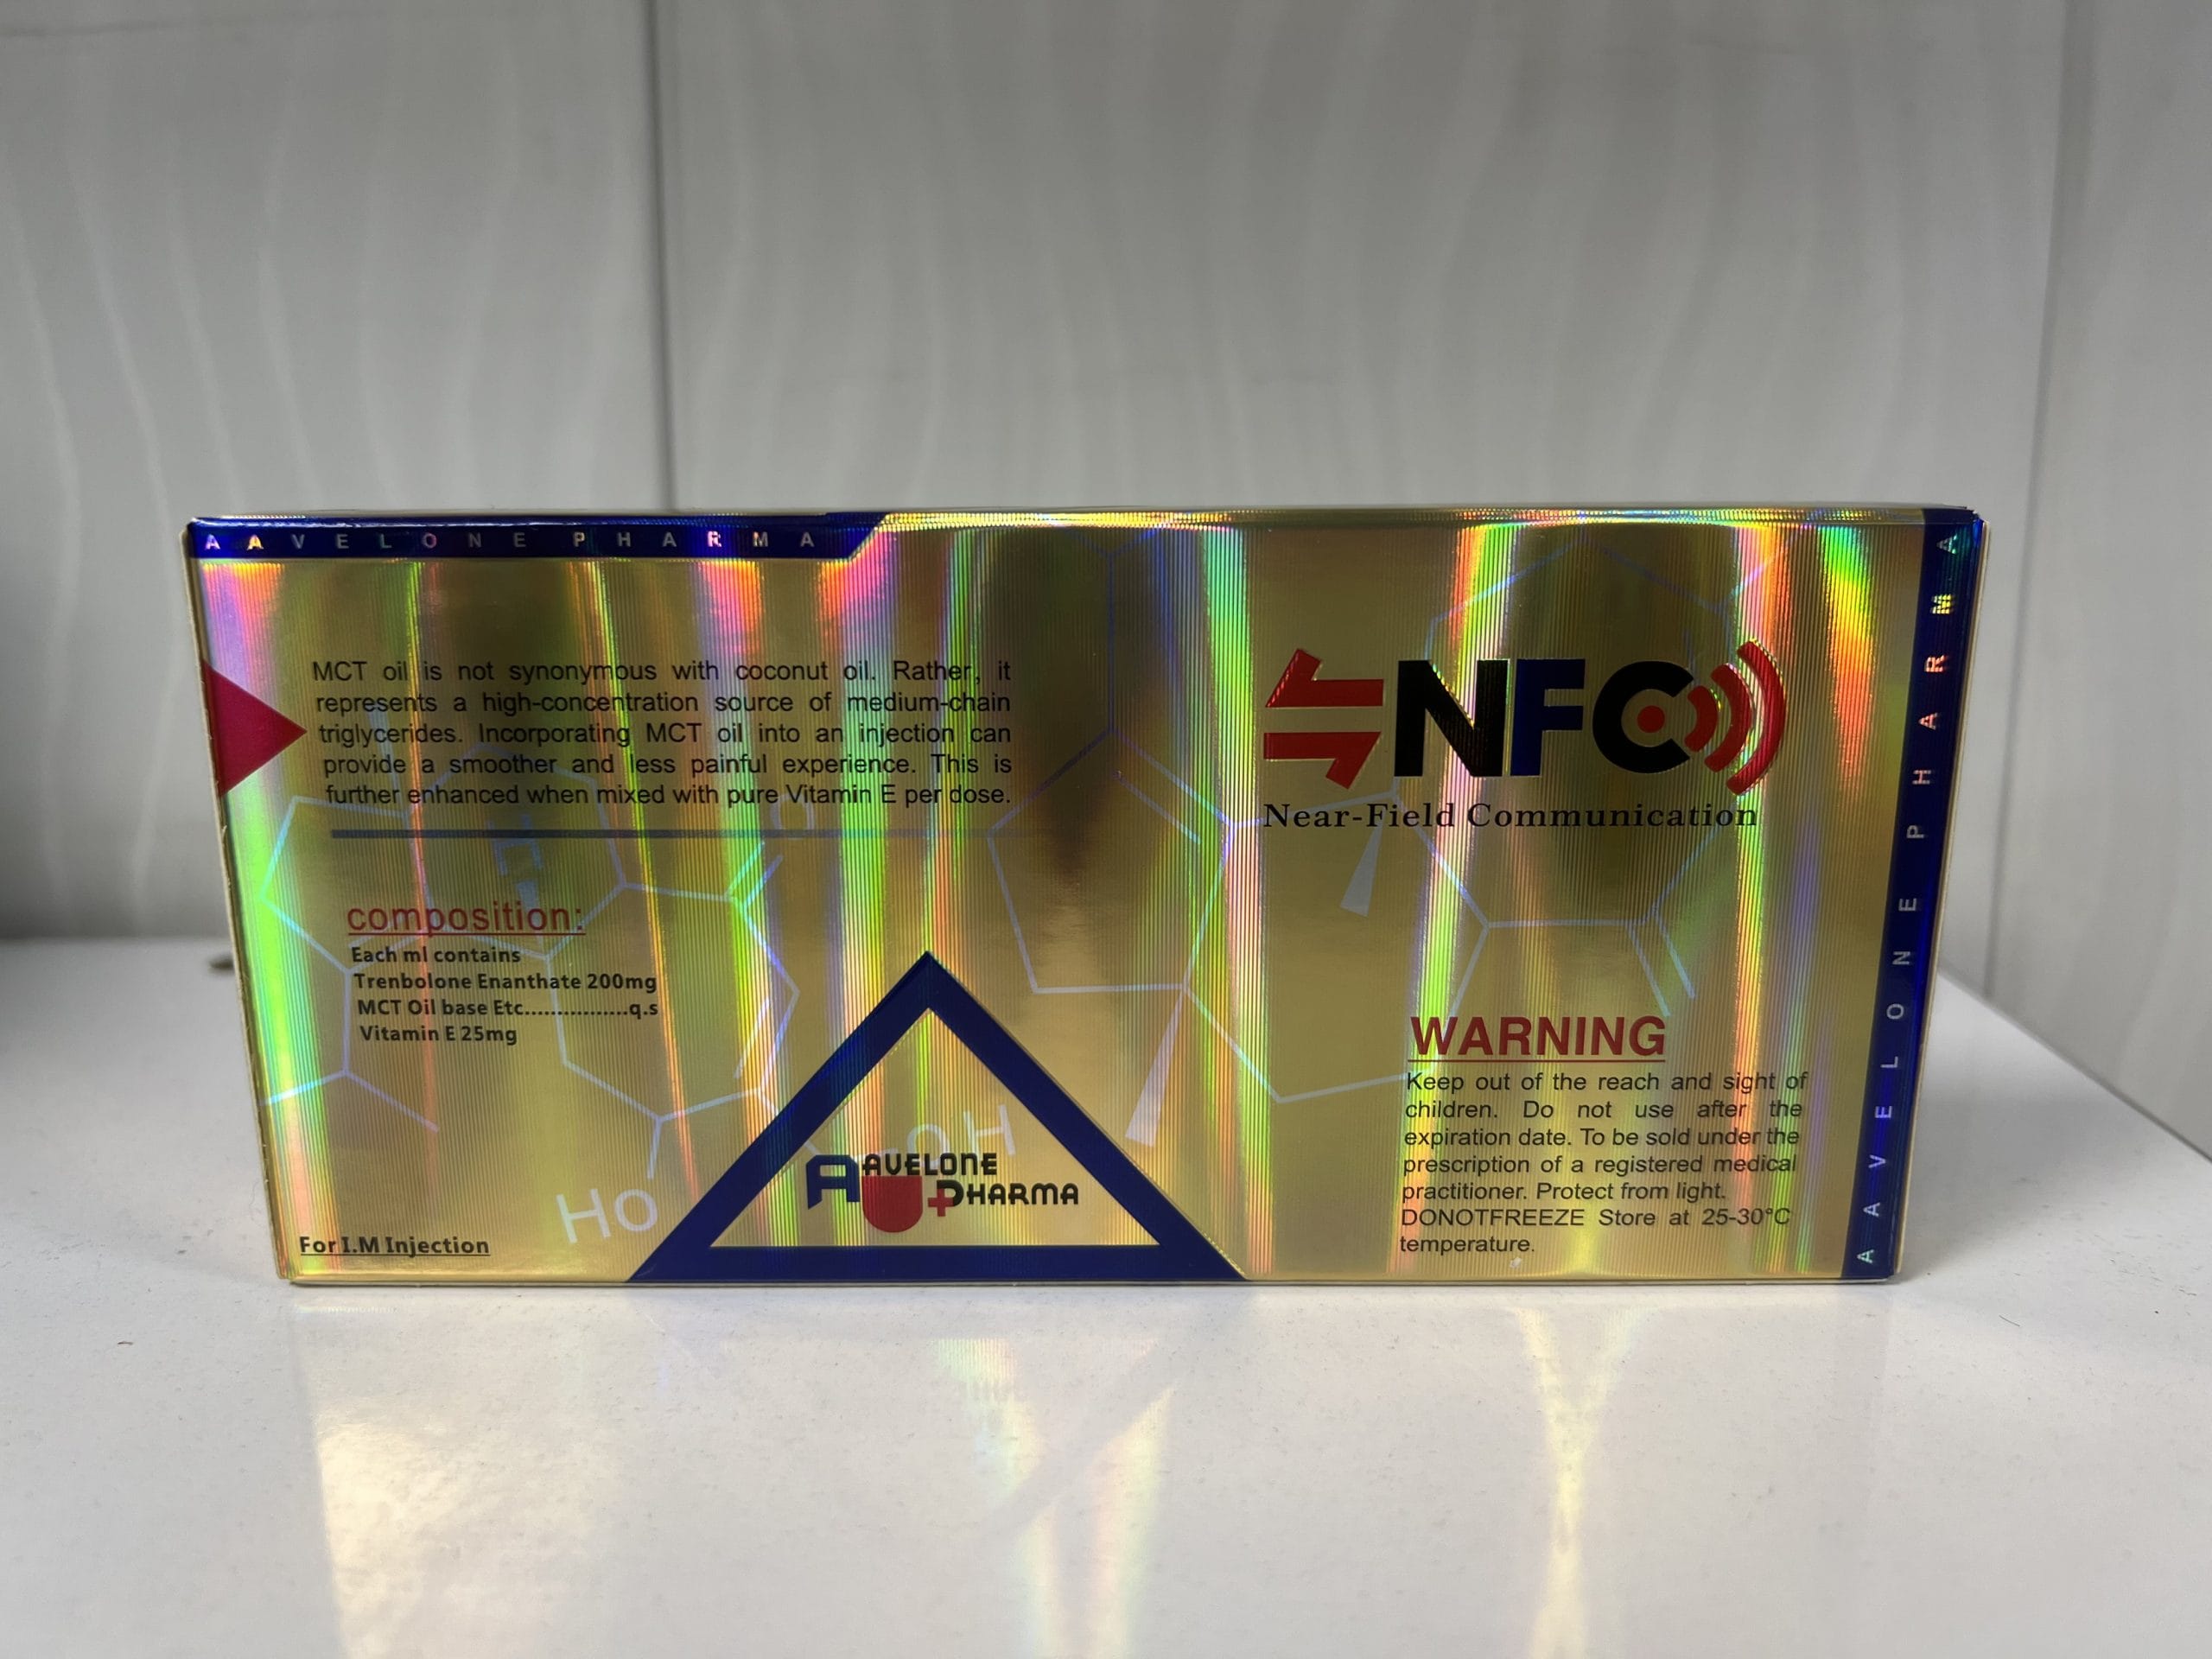 AAVELONE PHARMA
MCT oil is not synonymous with coconut oil. Rather, it
represents a high-concentration source of medium-chain
triglycerides. Incorporating MCT oil into an injection can
provide a smoother and less painful experience. This is
further enhanced when mixed with pure Vitamin E per dose.
composition:
Each ml contains
Trenbolone Enanthate 200mg
MCT Oil base Etc................q.s
Vitamin E 25mg
For I.M Injection
H
O
OH
Ho
AAVELONE
PHARMA
NFC
Near-Field Communication
WARNING
Keep out of the reach and sight of
children. Do not use after the
expiration date. To be sold under the
prescription of a registered medical
practitioner. Protect from light.
DONOTFREEZE Store at 25-30°C
temperature.
AAVELONE PHARMA